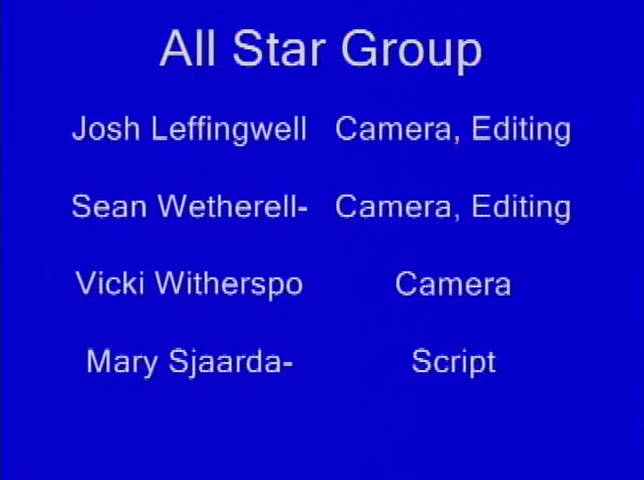 All Star Group
Josh Leffingwell Camera, Editing
Sean Wetherell- Camera, Editing
Vicki Witherspo Camera
Mary Sjaarda- Script